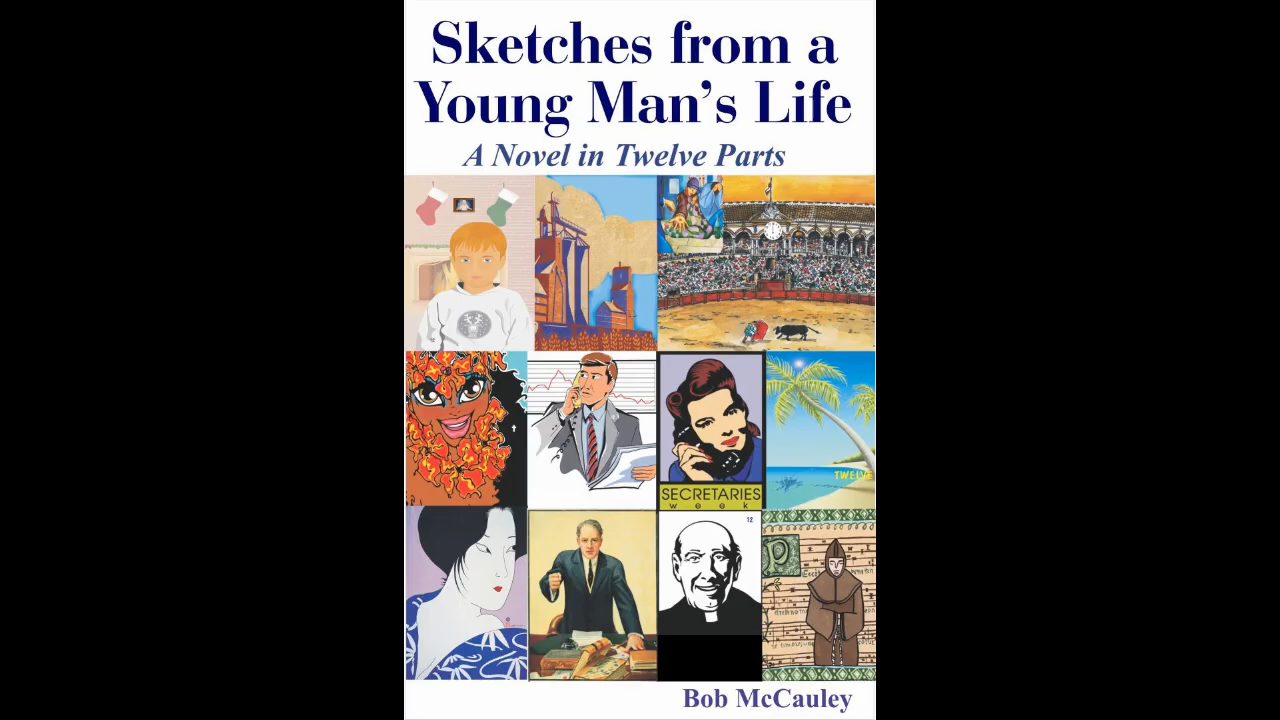 Sketches from a
Young Man's Life
A Novel in Twelve Parts
TWELVE
SECRETARIES
week
12
P
Bob McCauley